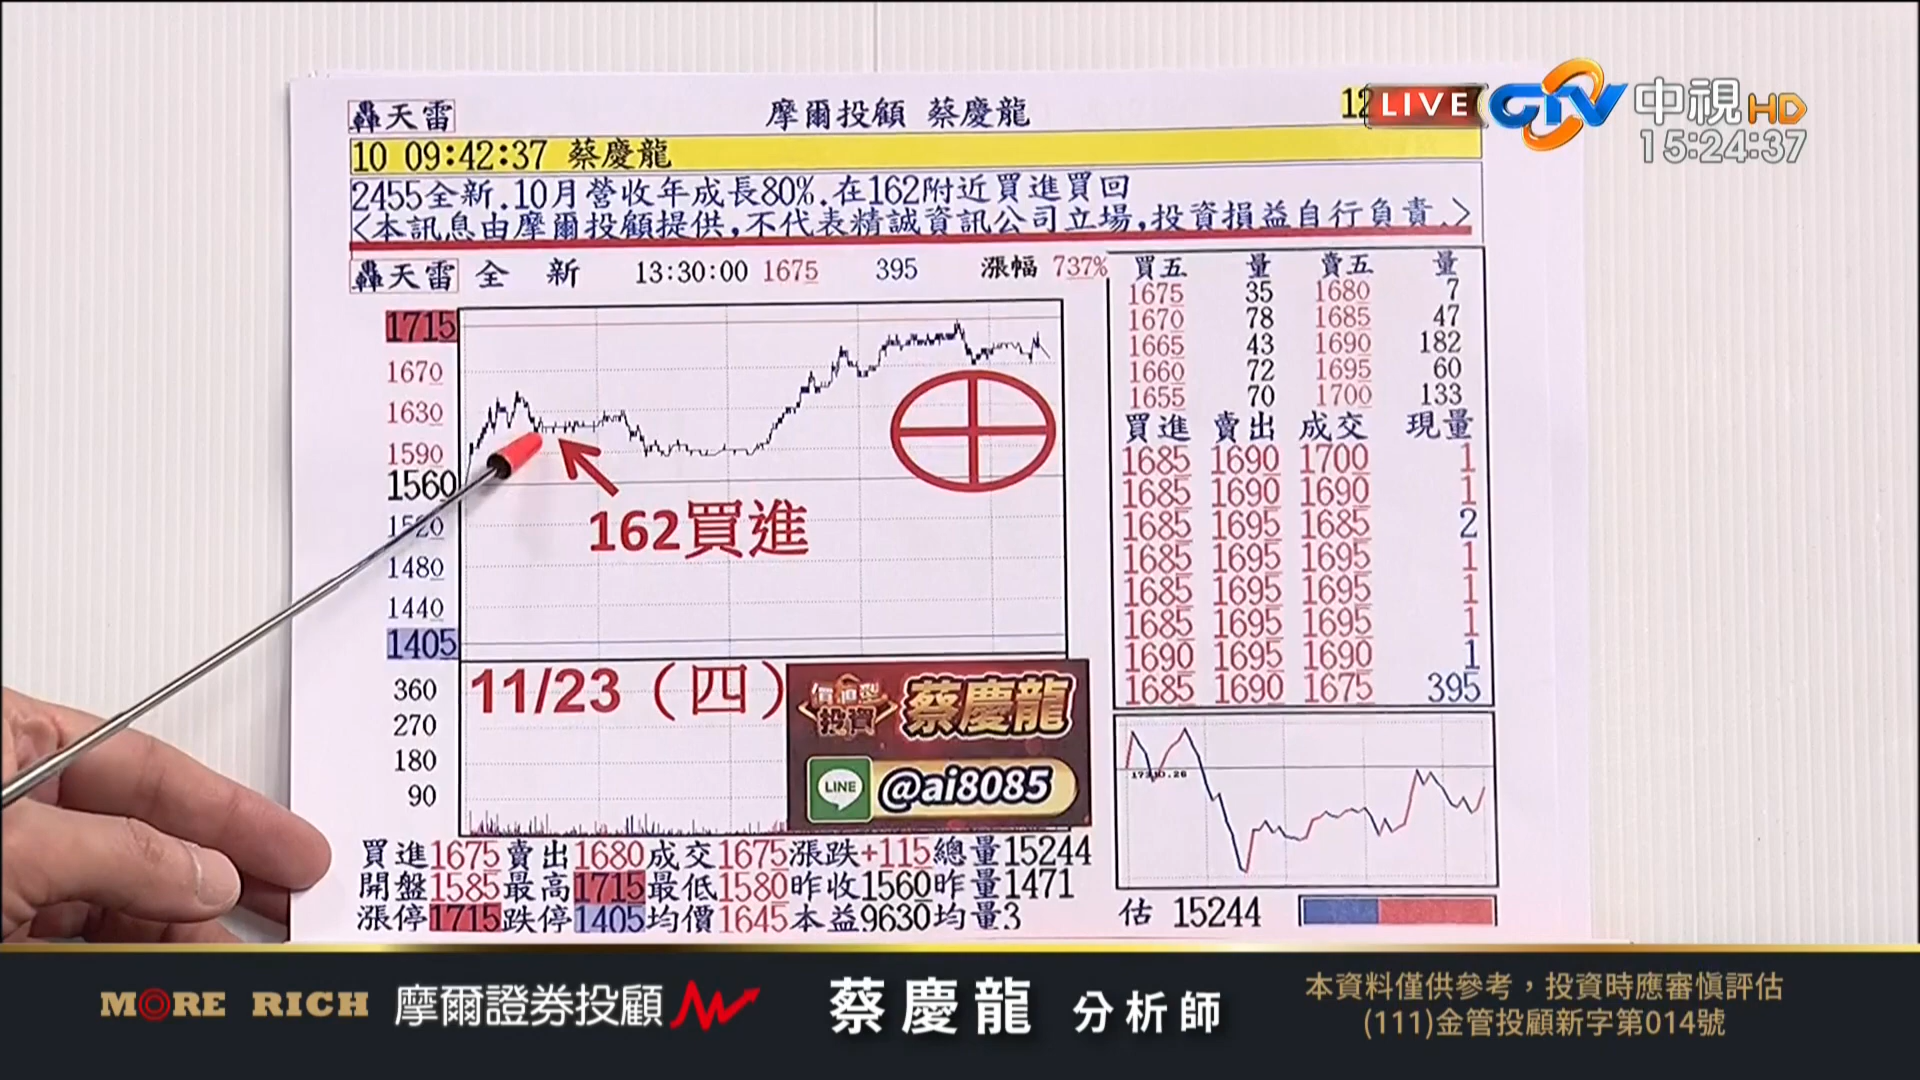 轟天雷
摩爾投顧 蔡慶龍
12
LIVE
CTV 中視 HD
15:24:37
10 09:42:37 蔡慶龍
2455全新.10月營收年成長80%.在162附近買進買回
<本訊息由摩爾投顧提供,不代表精誠資訊公司立場,投資損益自行負責.>
轟天雷 全 新 13:30:00 1675 395 漲幅 737%
買五 量 賣五 量
1675 35 1680 7
1670 78 1685 47
1665 43 1690 182
1660 72 1695 60
1655 70 1700 133
買進 賣出 成交 現量
1685 1690 1700 1
1685 1690 1690 1
1685 1695 1685 2
1685 1695 1695 1
1685 1695 1695 1
1685 1695 1695 1
1690 1695 1690 1
1685 1690 1675 395
1715
1670
1630
1590
1560
1520
1480
1440
1405
360
270
180
90
162買進
11/23（四）
價值型
投資
蔡慶龍
LINE
@ai8085
買進1675賣出1680成交1675漲跌+115總量15244
開盤1585最高1715最低1580昨收1560昨量1471
漲停1715跌停1405均價1645本益9630均量3
估 15244
MORE RICH 摩爾證券投顧
蔡慶龍 分析師
本資料僅供參考，投資時應審慎評估
(111)金管投顧新字第014號